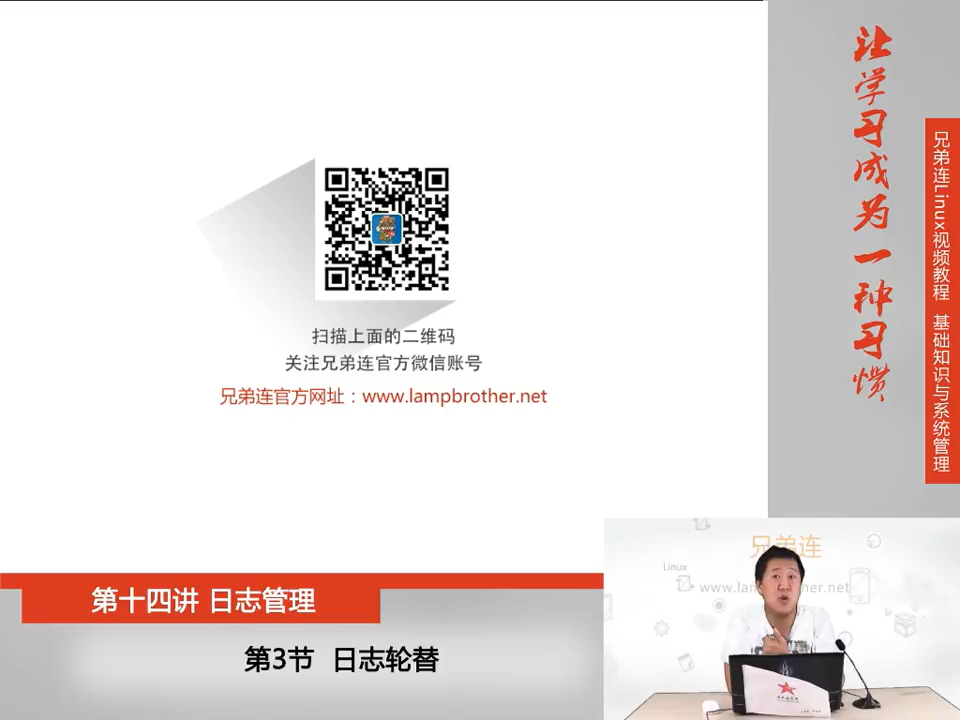 扫描上面的二维码
关注兄弟连官方微信账号
兄弟连官方网址：www.lampbrother.net
让学习成为一种习惯
兄弟连Linux视频教程 基础知识与系统管理
第十四讲 日志管理
第3节 日志轮替
兄弟连
Linux